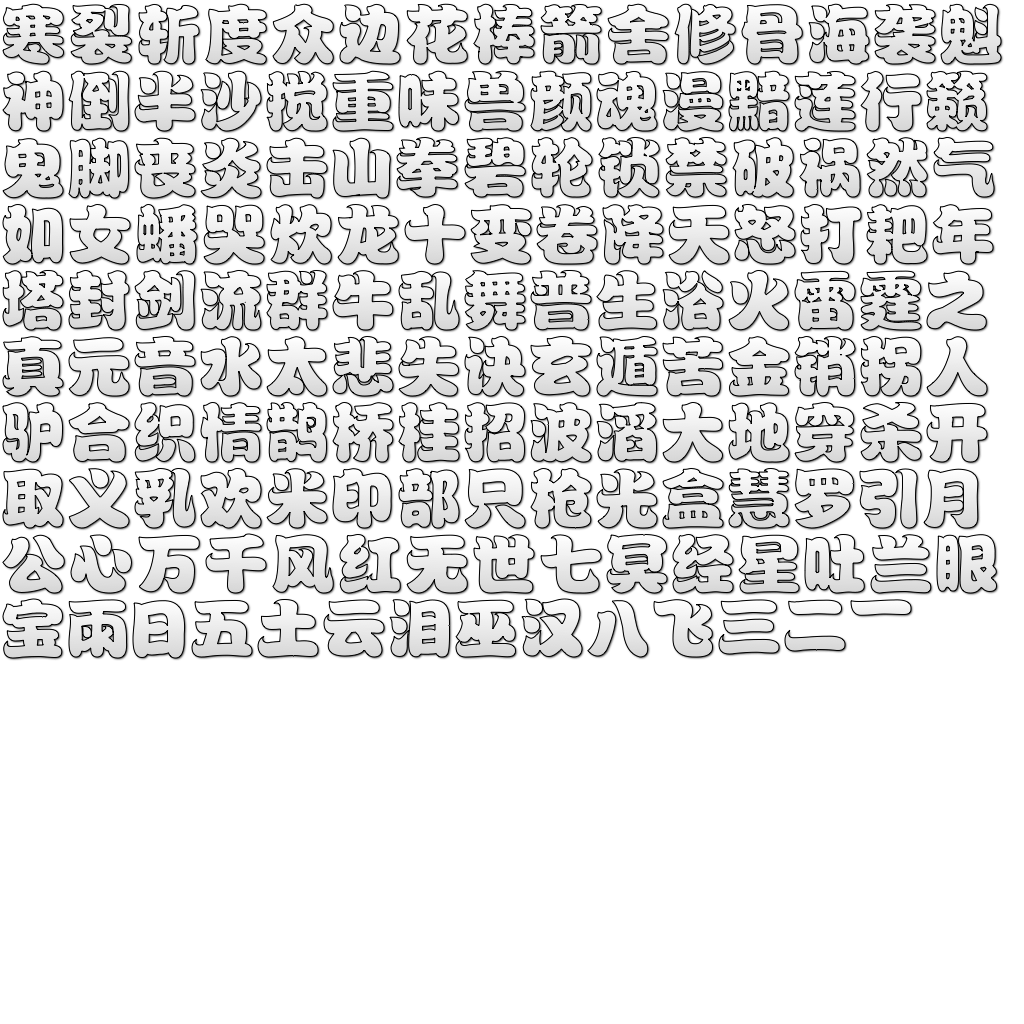 寒裂斩度众边花棒箭舍修骨海袭魁
神倒半沙搅重味兽颜魂漫黯莲行籁
鬼脚丧炎击山拳碧轮锁禁破祸然气
如女蟠哭炊龙十变卷降天怒打耙年
塔封剑流群牛乱舞普生浴火雷霆之
真元音水太悲失诀玄遁苦金销拐人
驴合织情鹊桥桂招波滔大地穿杀开
取义乳欢米印部只枪光盒慧罗引月
公心万千风红无世七冥经星吐兰眼
宝雨日五土云泪巫汉八飞三二一